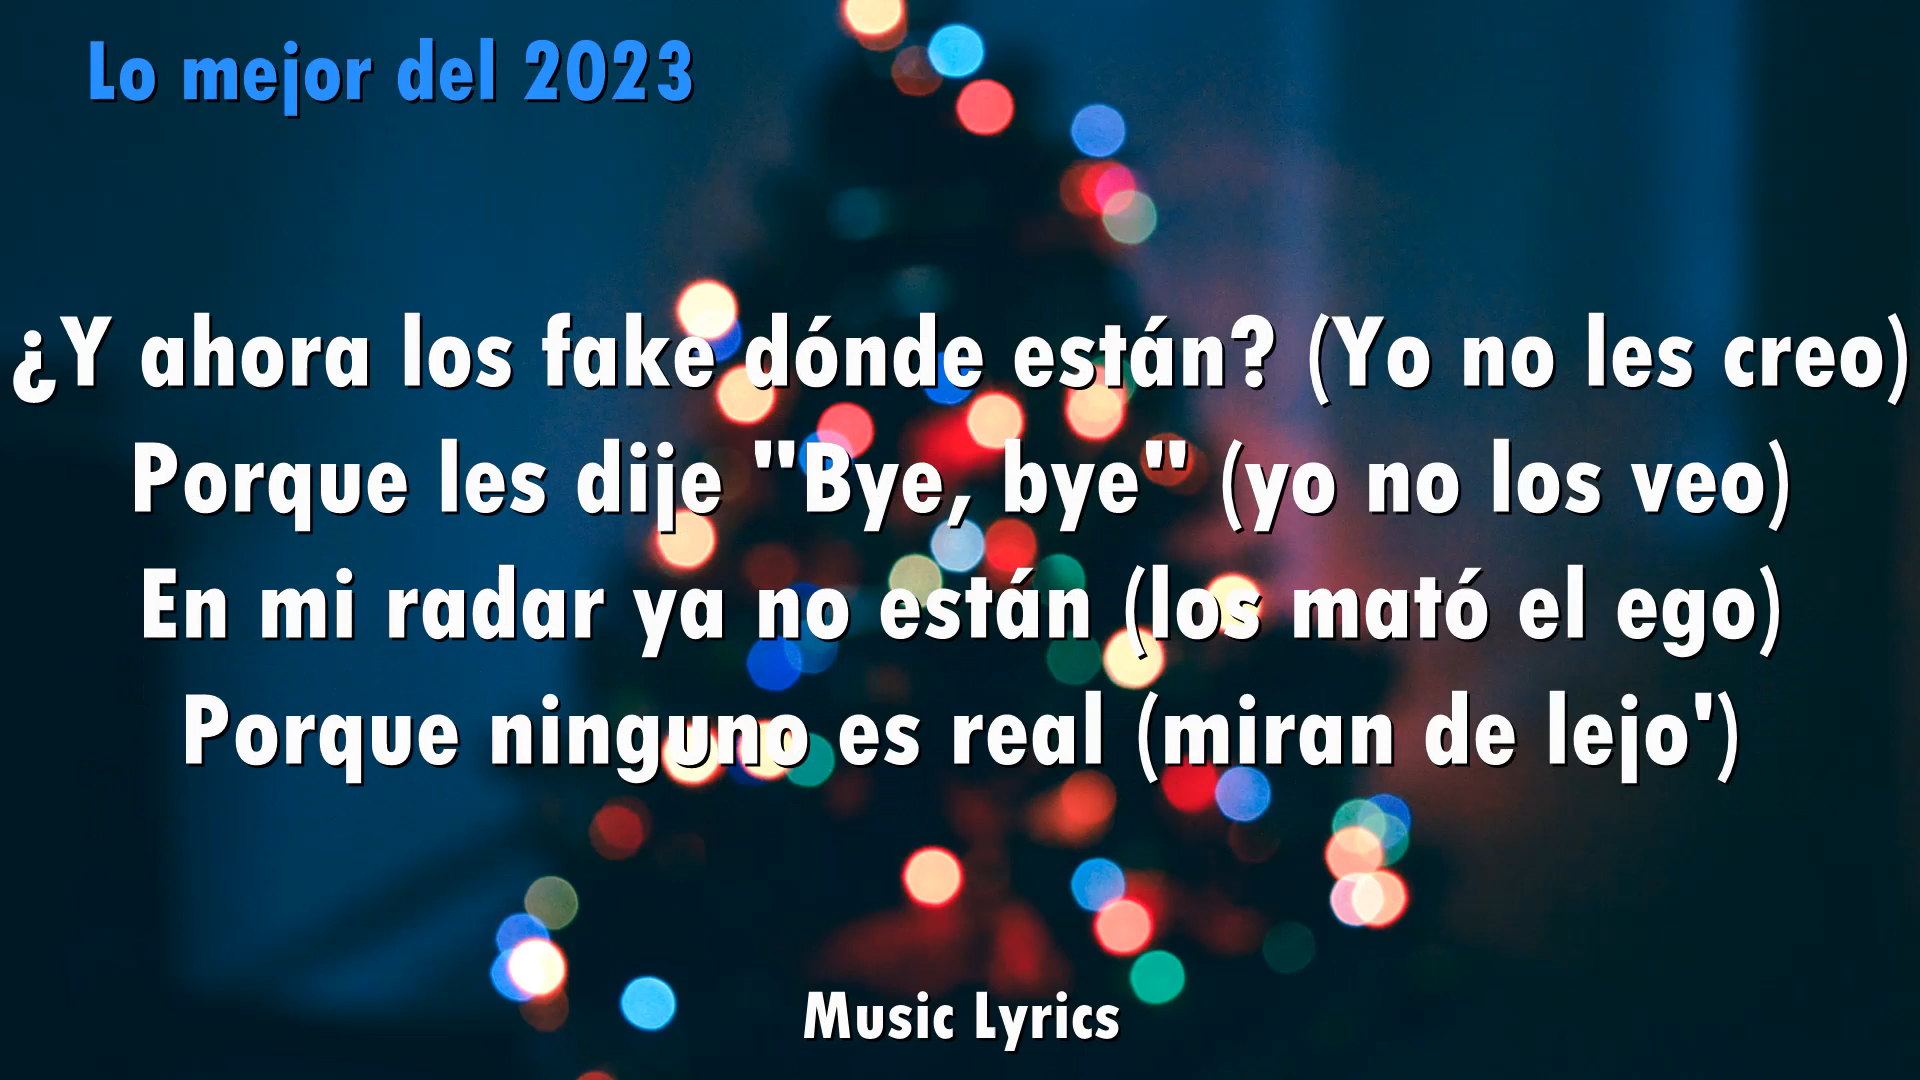 Lo mejor del 2023
¿Y ahora los fake dónde están? (Yo no les creo)
Porque les dije "Bye, bye" (yo no los veo)
En mi radar ya no están (los mató el ego)
Porque ninguno es real (miran de lejo')
Music Lyrics